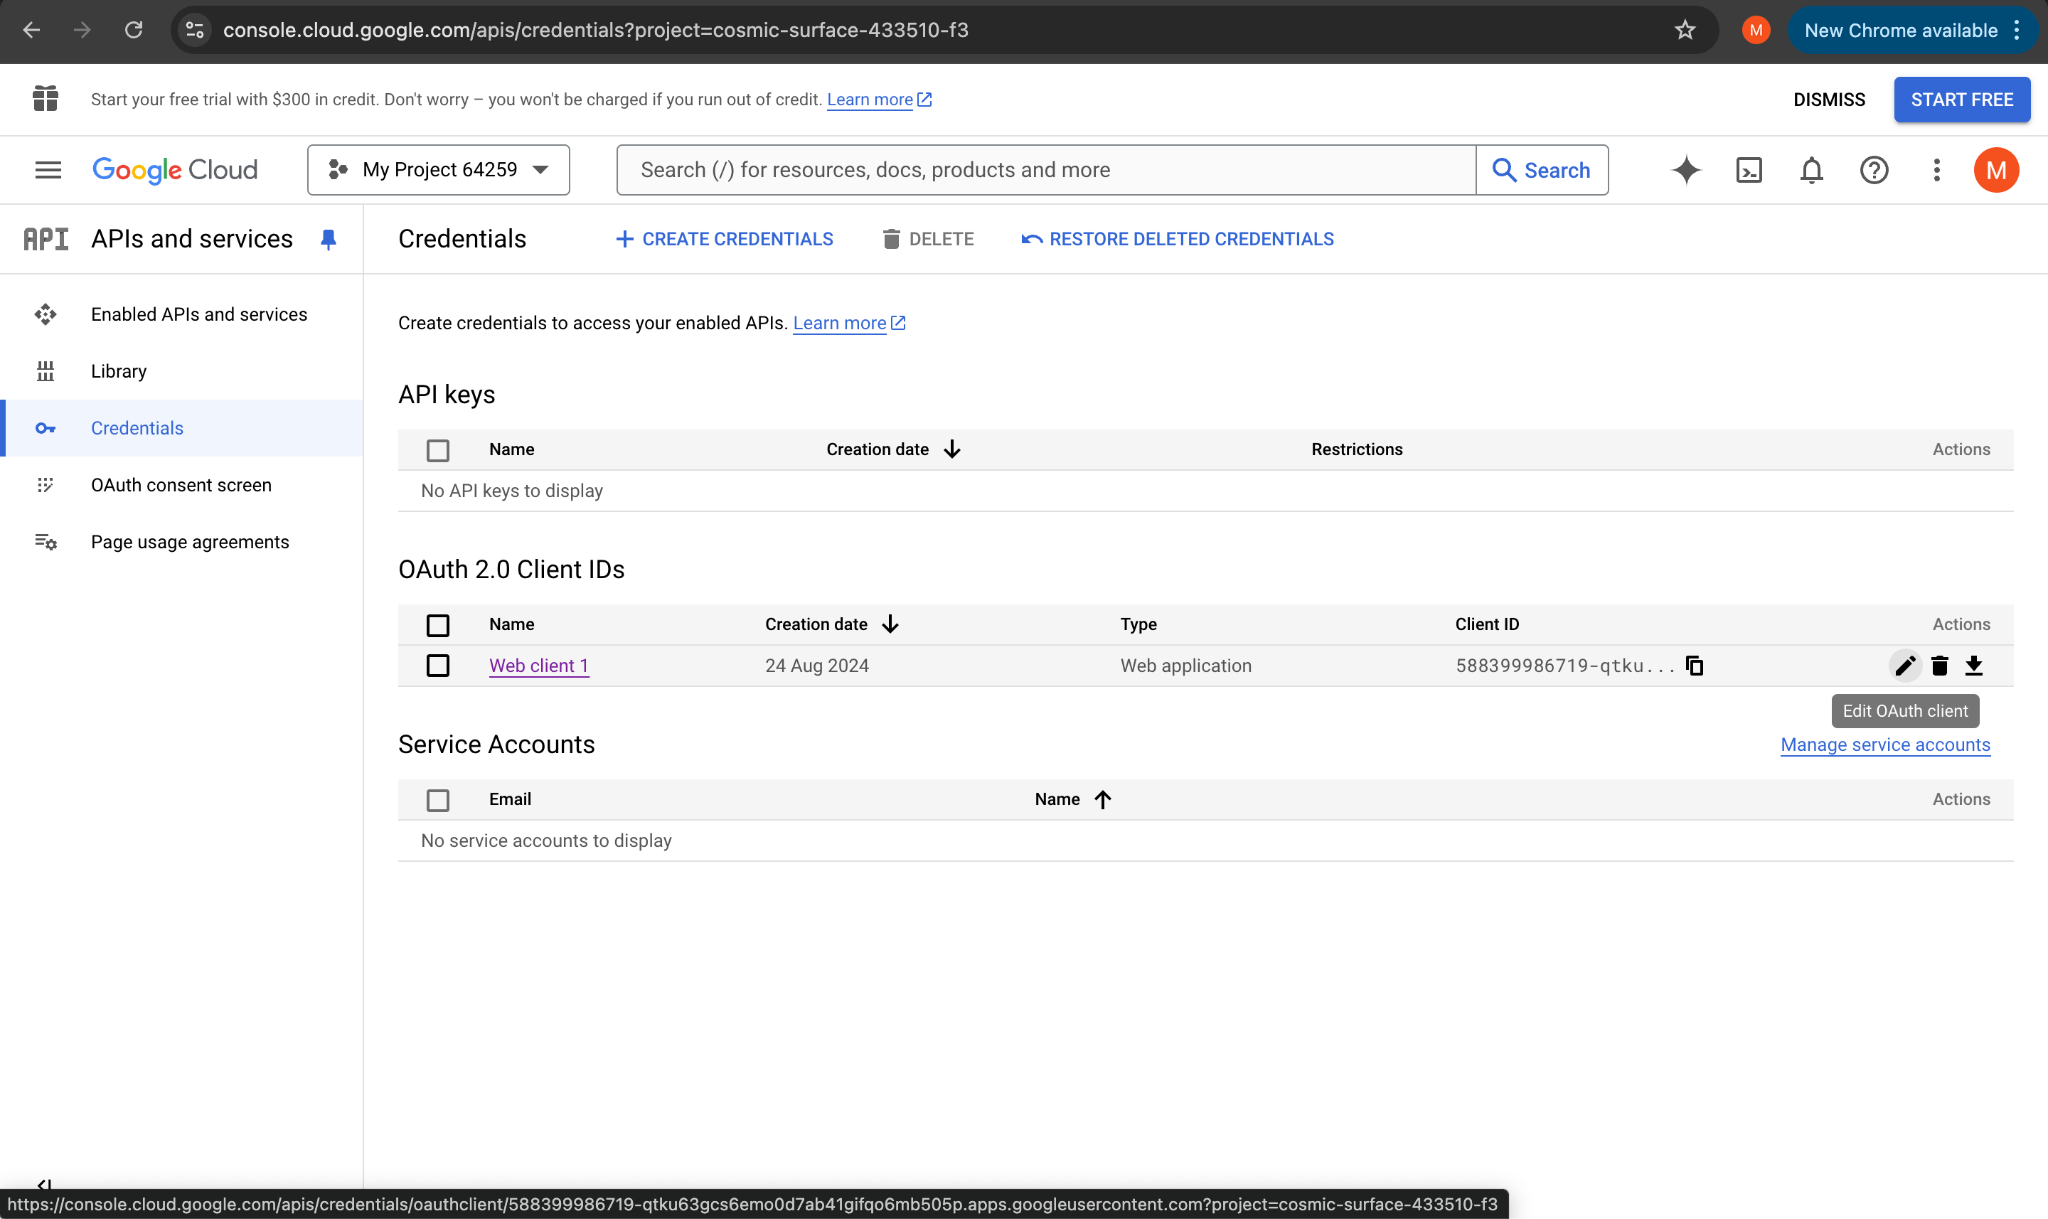 console.cloud.google.com/apis/credentials?project=cosmic-surface-433510-f3
M
New Chrome available
Start your free trial with $300 in credit. Don't worry – you won't be charged if you run out of credit. Learn more
DISMISS
START FREE
Google Cloud
My Project 64259
Search (/) for resources, docs, products and more
Search
M
API
APIs and services
Credentials
CREATE CREDENTIALS
DELETE
RESTORE DELETED CREDENTIALS
Enabled APIs and services
Library
Credentials
OAuth consent screen
Page usage agreements
Create credentials to access your enabled APIs. Learn more
API keys
Name
Creation date
Restrictions
Actions
No API keys to display
OAuth 2.0 Client IDs
Name
Creation date
Type
Client ID
Actions
Web client 1
24 Aug 2024
Web application
588399986719-qtku...
Edit OAuth client
Service Accounts
Manage service accounts
Email
Name
Actions
No service accounts to display
https://console.cloud.google.com/apis/credentials/oauthclient/588399986719-qtku63gcs6emo0d7ab41gifqo6mb505p.apps.googleusercontent.com?project=cosmic-surface-433510-f3